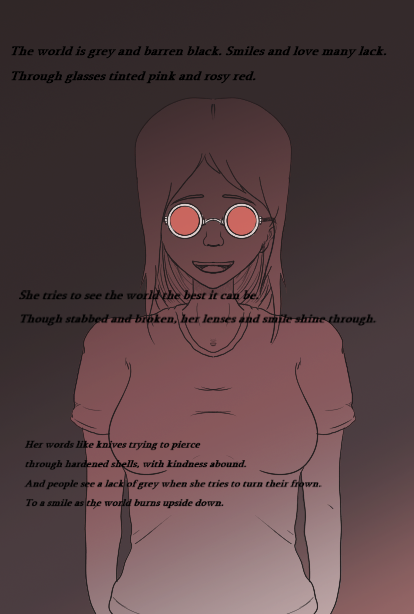 The world is grey and barren black. Smiles and love many lack.
Through glasses tinted pink and rosy red.
She tries to see the world the best it can be.
Though stabbed and broken, her lenses and smile shine through.
Her words like knives trying to pierce
through hardened shells, with kindness abound.
And people see a lack of grey when she tries to turn their frown.
To a smile as the world burns upside down.